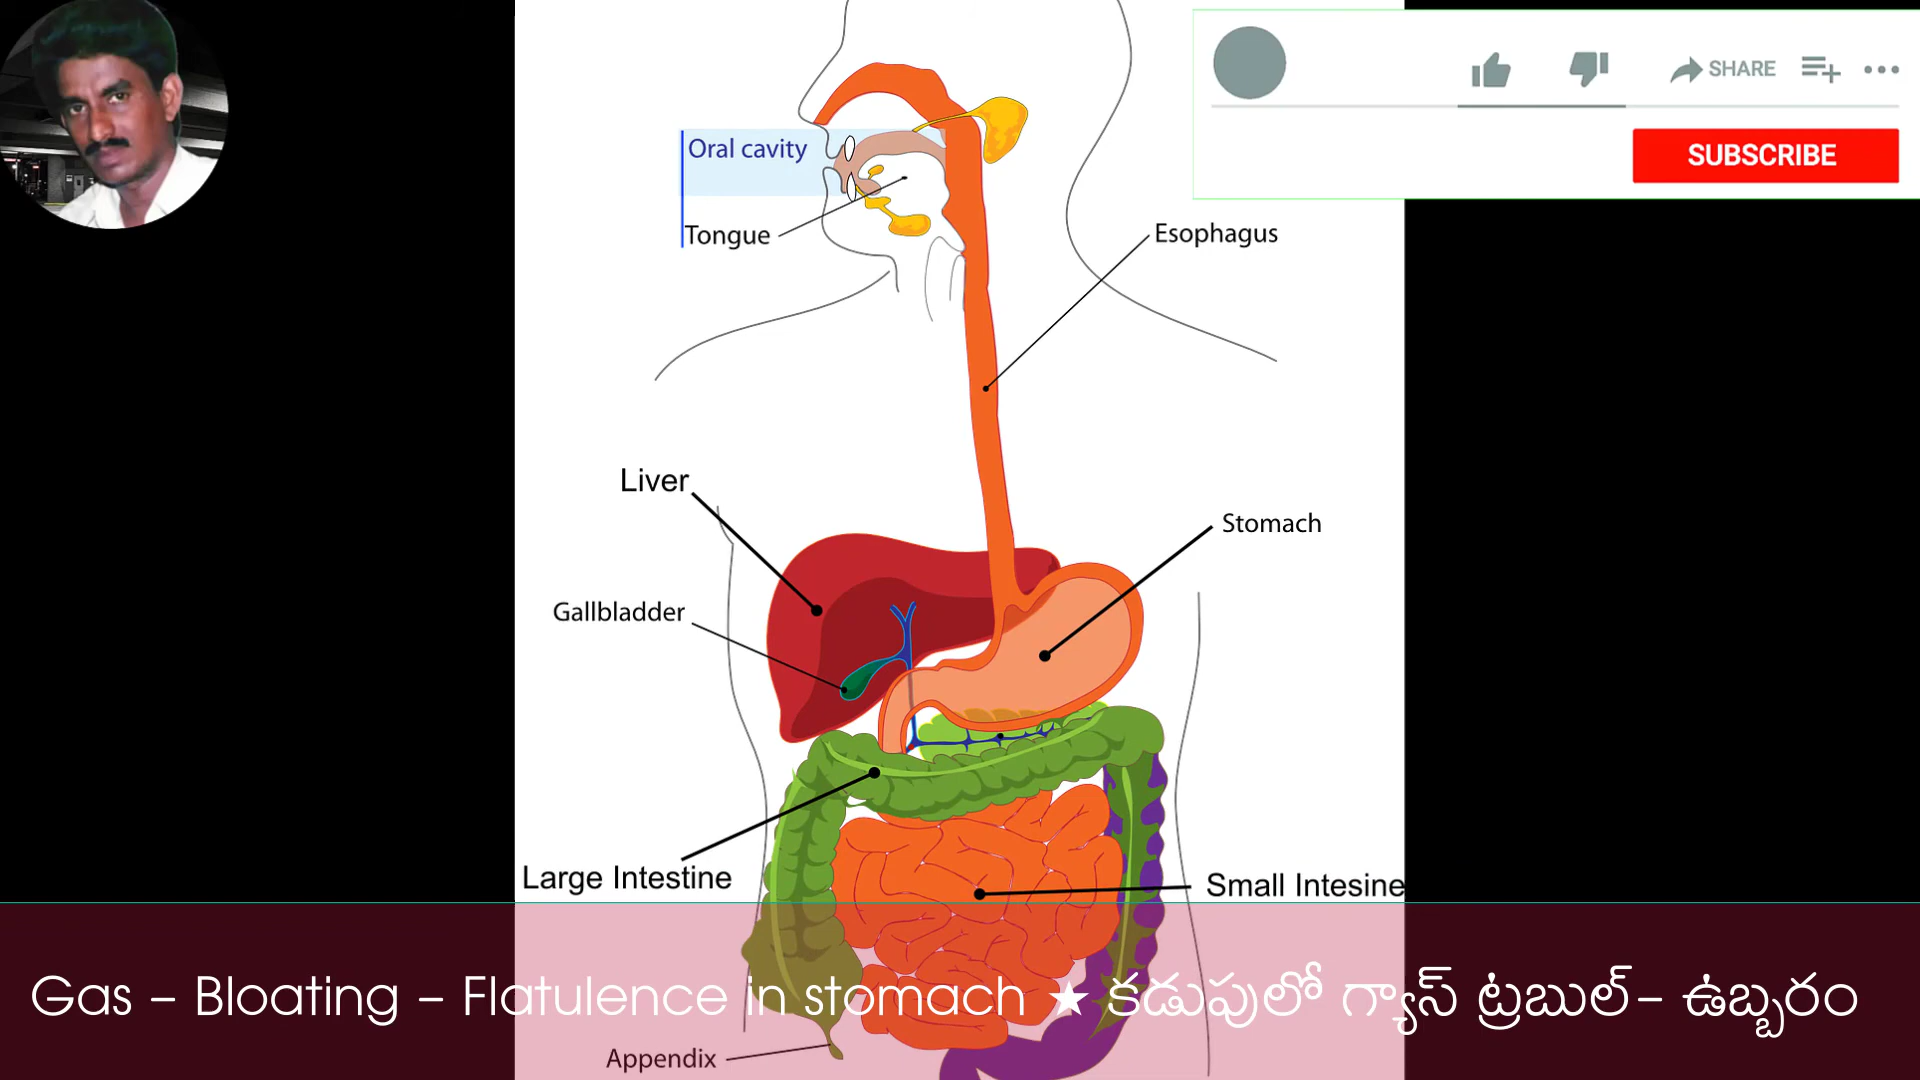 SHARE
SUBSCRIBE
Oral cavity
Tongue
Esophagus
Liver
Stomach
Gallbladder
Large Intestine
Small Intesine
Gas – Bloating – Flatulence in stomach ★ కడుపులో గ్యాస్ ట్రబుల్– ఉబ్బరం
Appendix